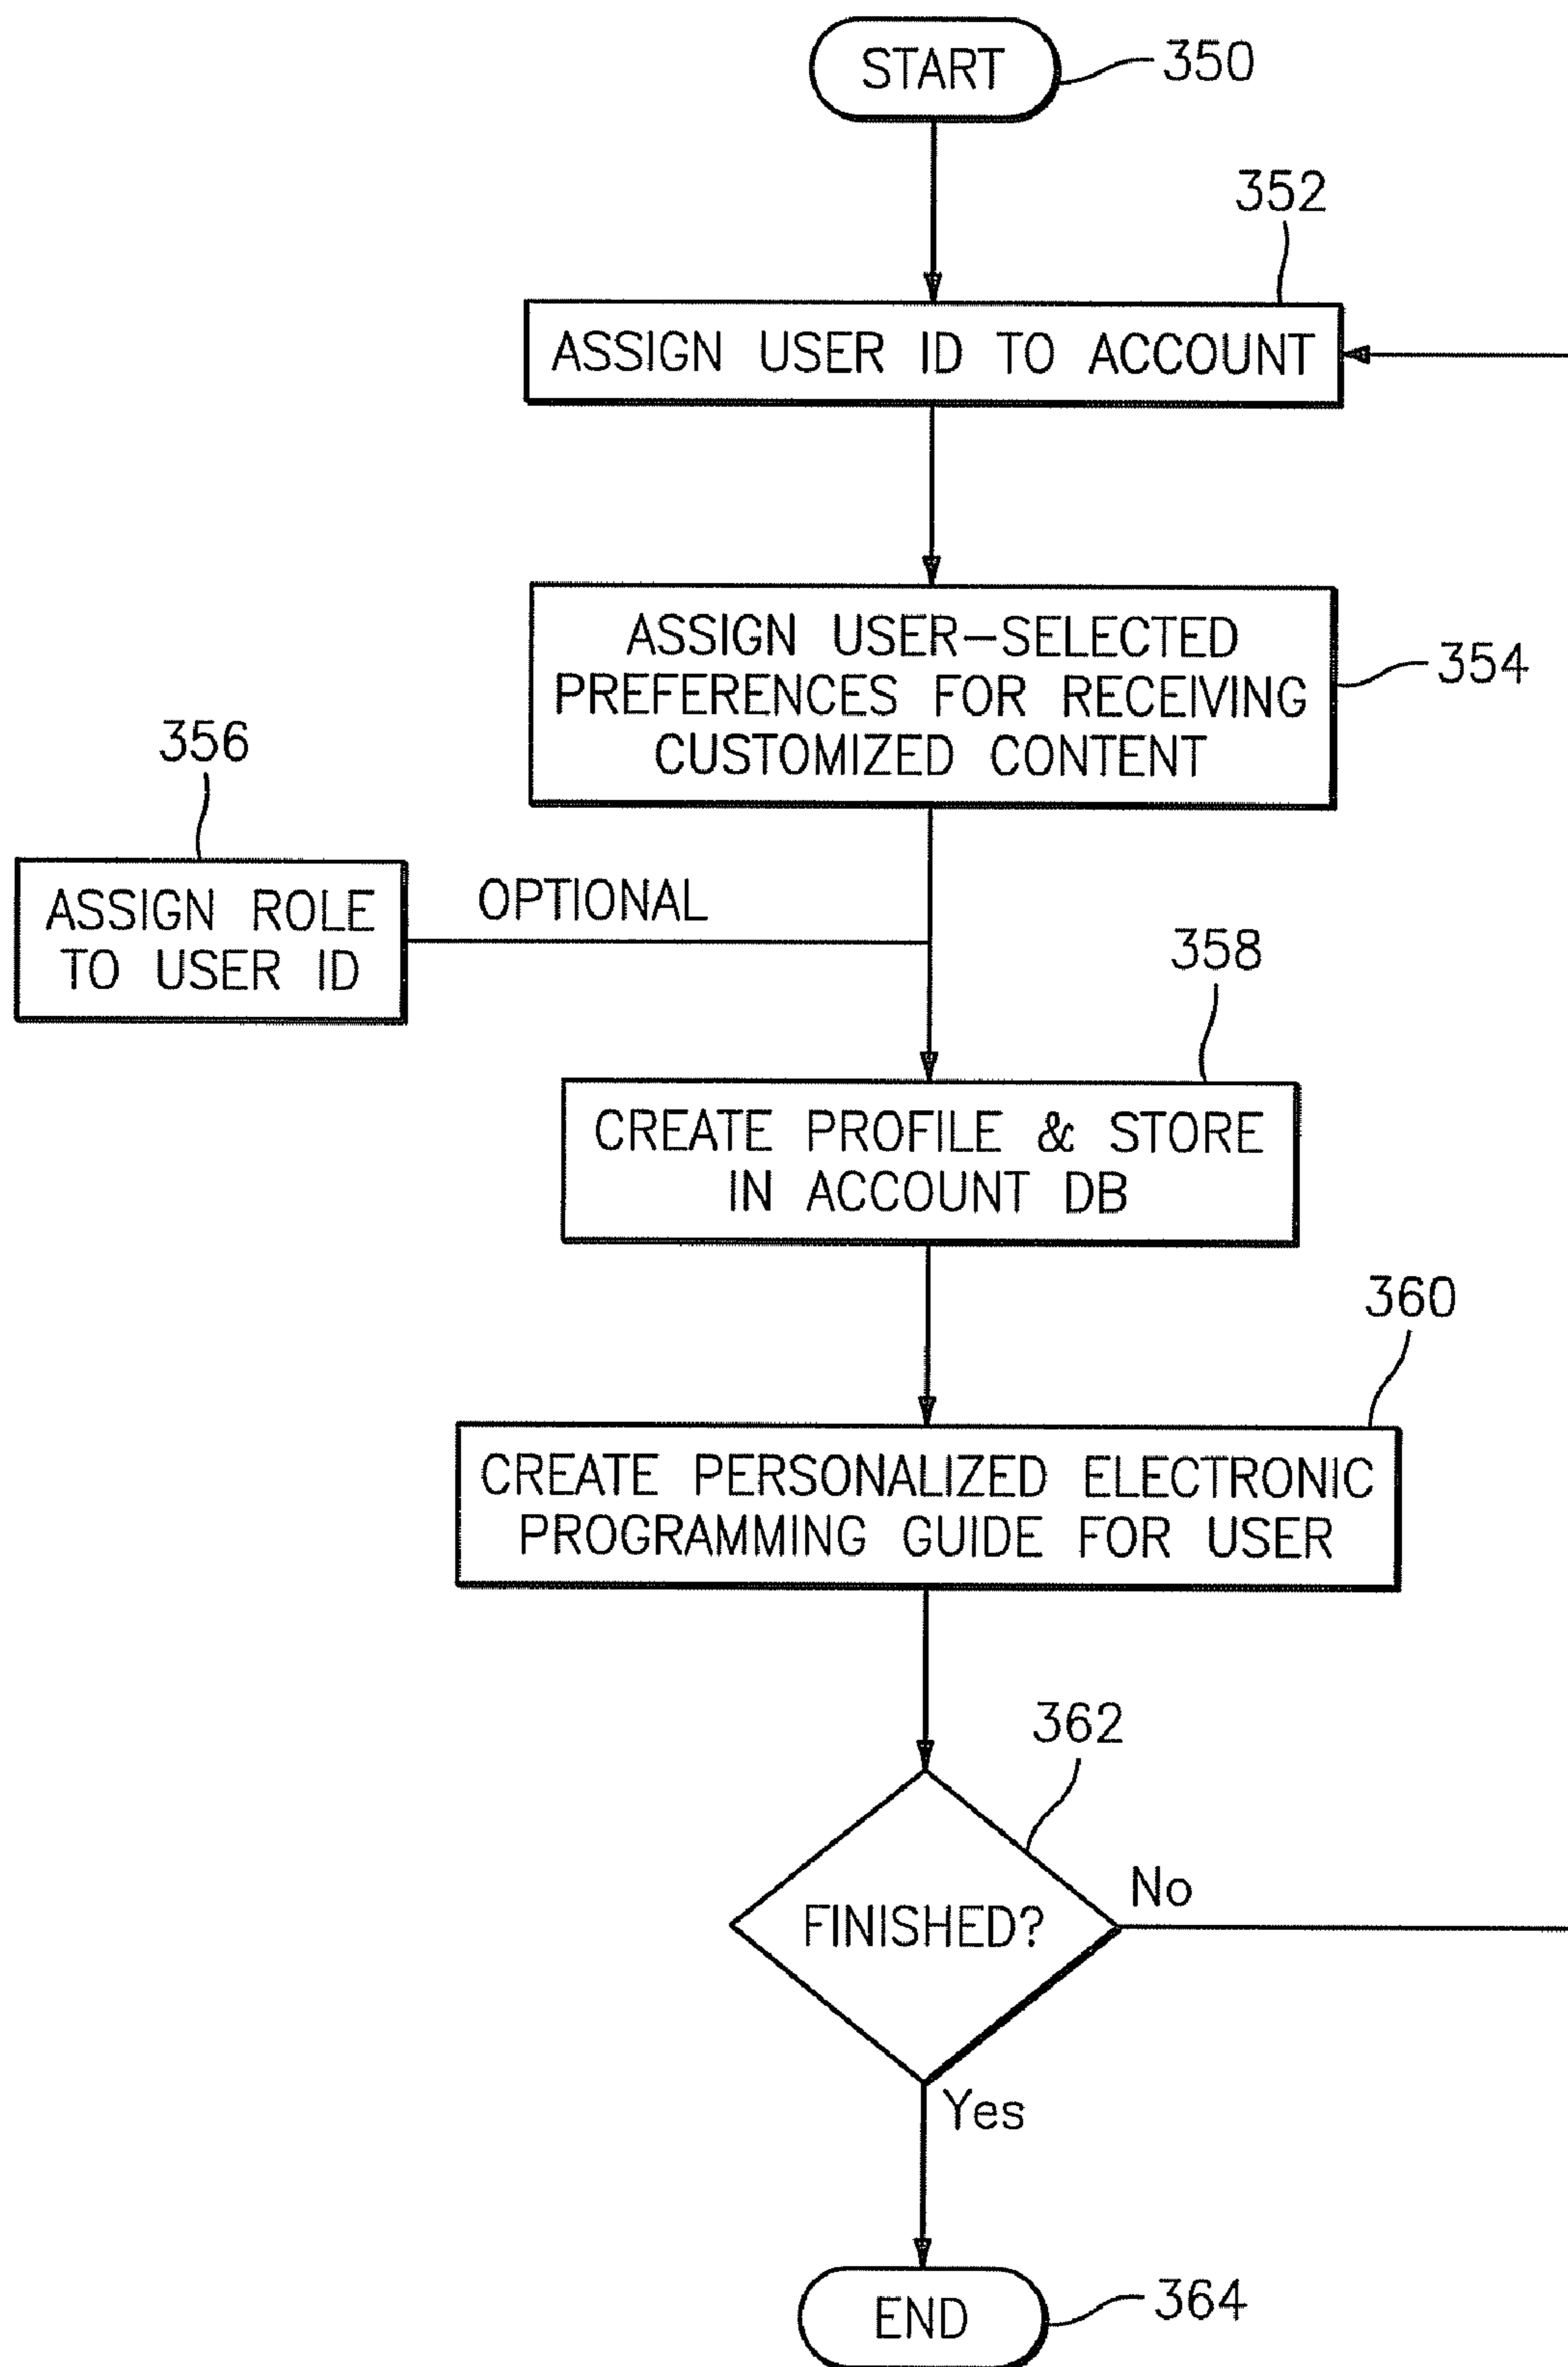 START
350
352
ASSIGN USER ID TO ACCOUNT
ASSIGN USER-SELECTED
PREFERENCES FOR RECEIVING
CUSTOMIZED CONTENT
354
356
ASSIGN ROLE
TO USER ID
OPTIONAL
358
CREATE PROFILE & STORE
IN ACCOUNT DB
360
CREATE PERSONALIZED ELECTRONIC
PROGRAMMING GUIDE FOR USER
362
FINISHED?
No
Yes
END
364